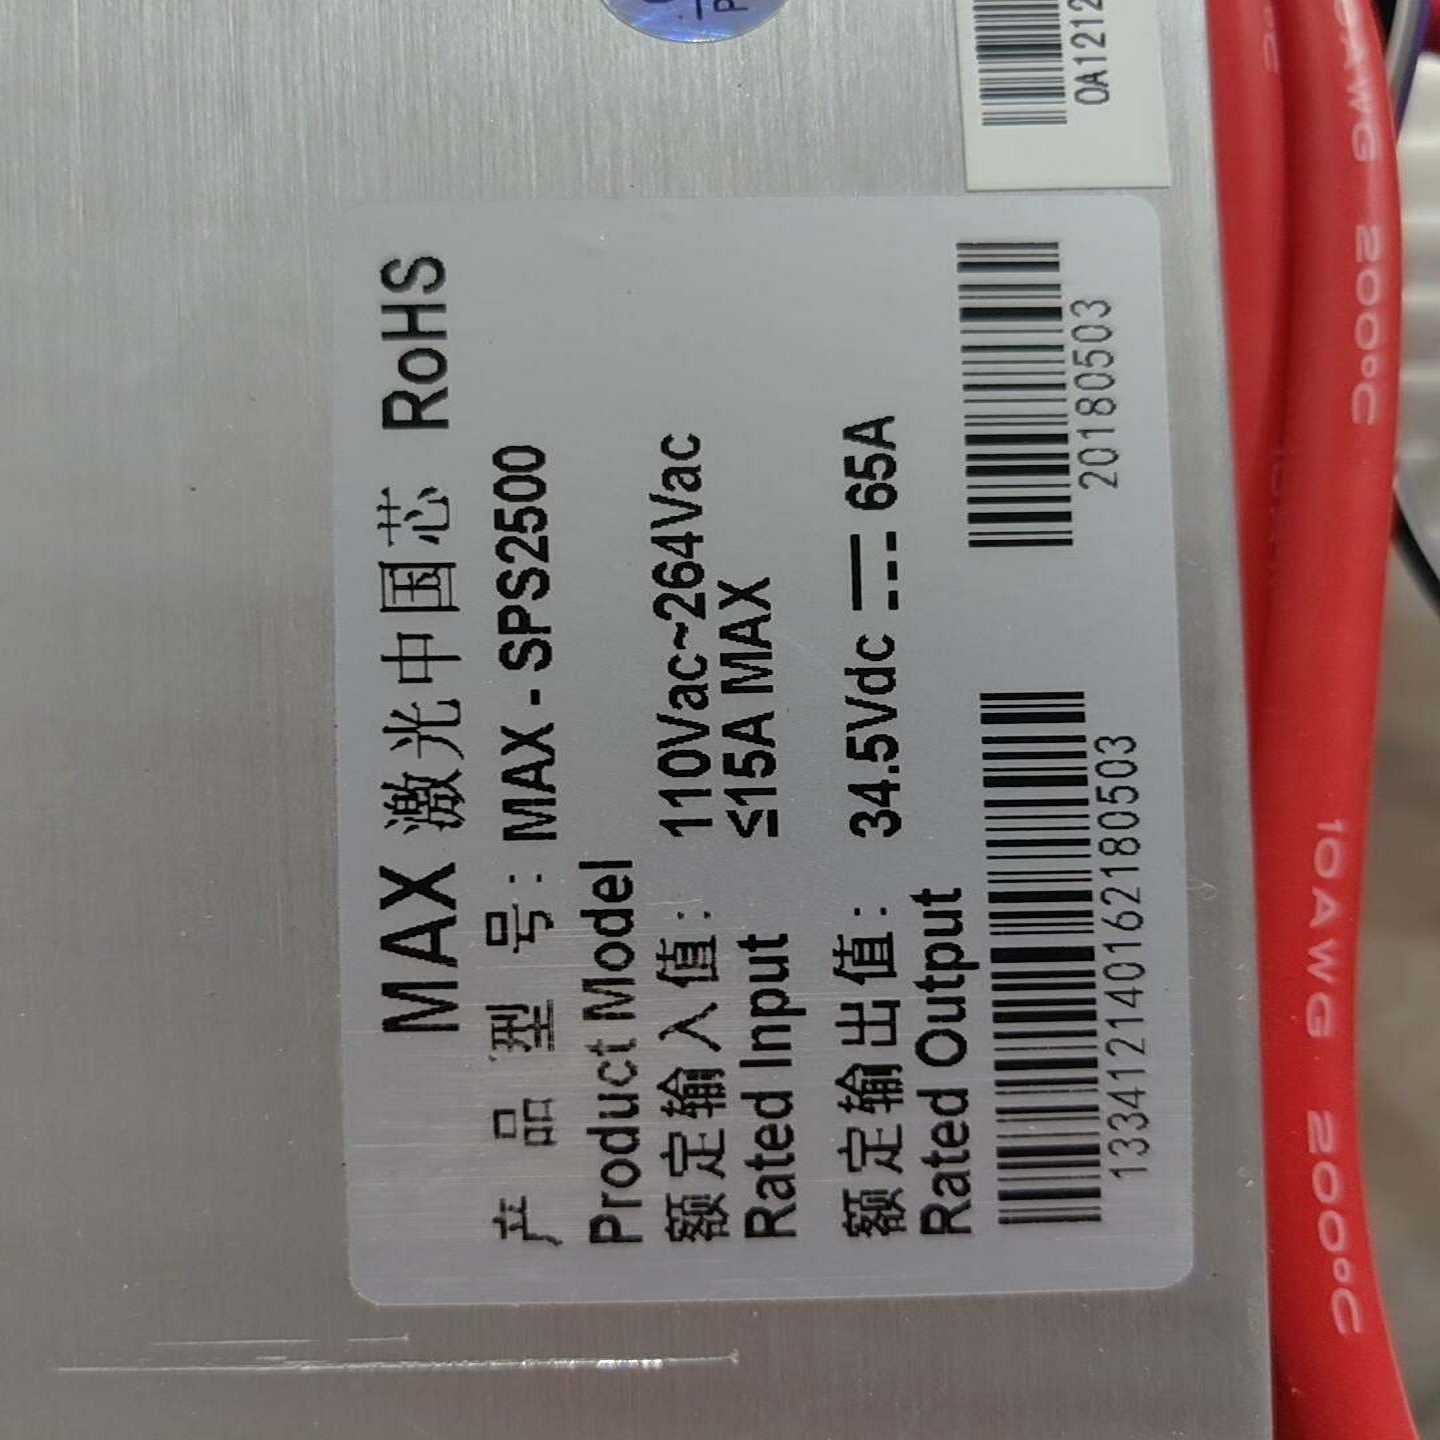 MAX 激光中国芯 RoHS
产品型号: MAX-SPS2500
Product Model
额定输入值: 110Vac~264Vac
Rated Input ≤15A MAX
额定输出值: 34.5Vdc ⎓ 65A
Rated Output
133412140162180503 20180503
0A1212
AWG 200°C
10AWG 200°C